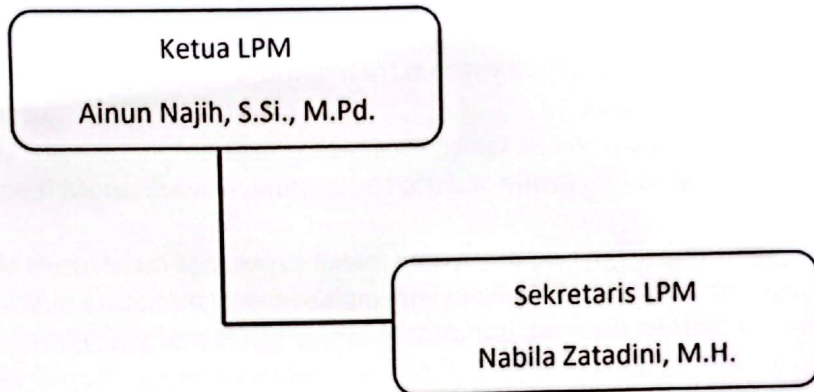 Ketua LPM
Ainun Najih, S.Si., M.Pd.
Sekretaris LPM
Nabila Zatadini, M.H.